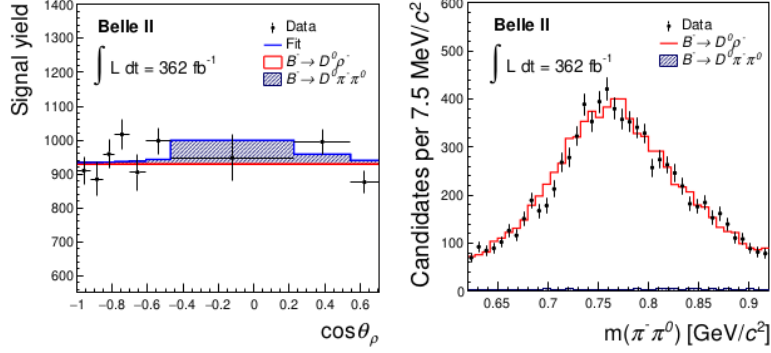 Signal yield
1400
1300
1200
1100
1000
900
800
700
600
Belle II
∫ L dt = 362 fb⁻¹
Data
Fit
B⁻→ D⁰ρ⁻
B⁻→ D⁰π⁻π⁰
−1 −0.8 −0.6 −0.4 −0.2 0 0.2 0.4 0.6
cosθρ
Candidates per 7.5 MeV/c²
600
500
400
300
200
100
0
Belle II
∫ L dt = 362 fb⁻¹
Data
B⁻→ D⁰ρ⁻
B⁻→ D⁰π⁻π⁰
0.65 0.7 0.75 0.8 0.85 0.9
m(π⁻π⁰) [GeV/c²]